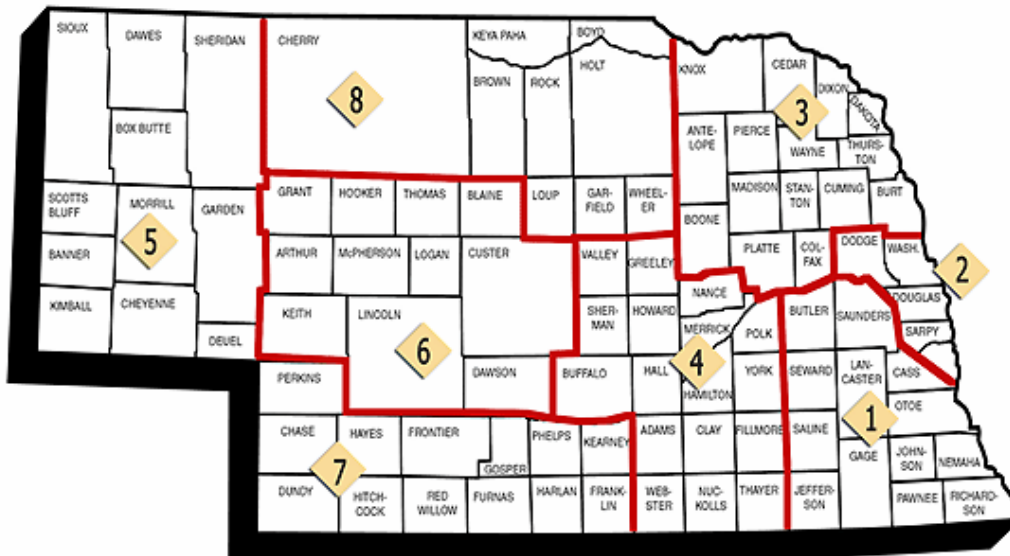 SIOUX
DAWES
SHERIDAN
CHERRY
KEYA PAHA
BOYD
BROWN
ROCK
HOLT
KNOX
CEDAR
DIXON
DAKOTA
8
3
BOX BUTTE
ANTE-
LOPE
PIERCE
WAYNE
THURS-
TON
SCOTTS
BLUFF
MORRILL
GARDEN
GRANT
HOOKER
THOMAS
BLAINE
LOUP
GAR-
FIELD
WHEEL-
ER
BOONE
MADISON
STAN-
TON
CUMING
BURT
5
BANNER
ARTHUR
McPHERSON
LOGAN
CUSTER
VALLEY
GREELEY
PLATTE
COL-
FAX
DODGE
WASH.
2
KIMBALL
CHEYENNE
DEUEL
KEITH
LINCOLN
SHER-
MAN
HOWARD
NANCE
MERRICK
POLK
BUTLER
SAUNDERS
DOUGLAS
SARPY
6
4
PERKINS
DAWSON
BUFFALO
HALL
HAMILTON
YORK
SEWARD
LAN-
CASTER
CASS
OTOE
1
CHASE
HAYES
FRONTIER
GOSPER
PHELPS
KEARNEY
ADAMS
CLAY
FILLMORE
SALINE
GAGE
JOHN-
SON
NEMAHA
7
DUNDY
HITCH-
COCK
RED
WILLOW
FURNAS
HARLAN
FRANK-
LIN
WEB-
STER
NUC-
KOLLS
THAYER
JEFFER-
SON
PAWNEE
RICHARD-
SON